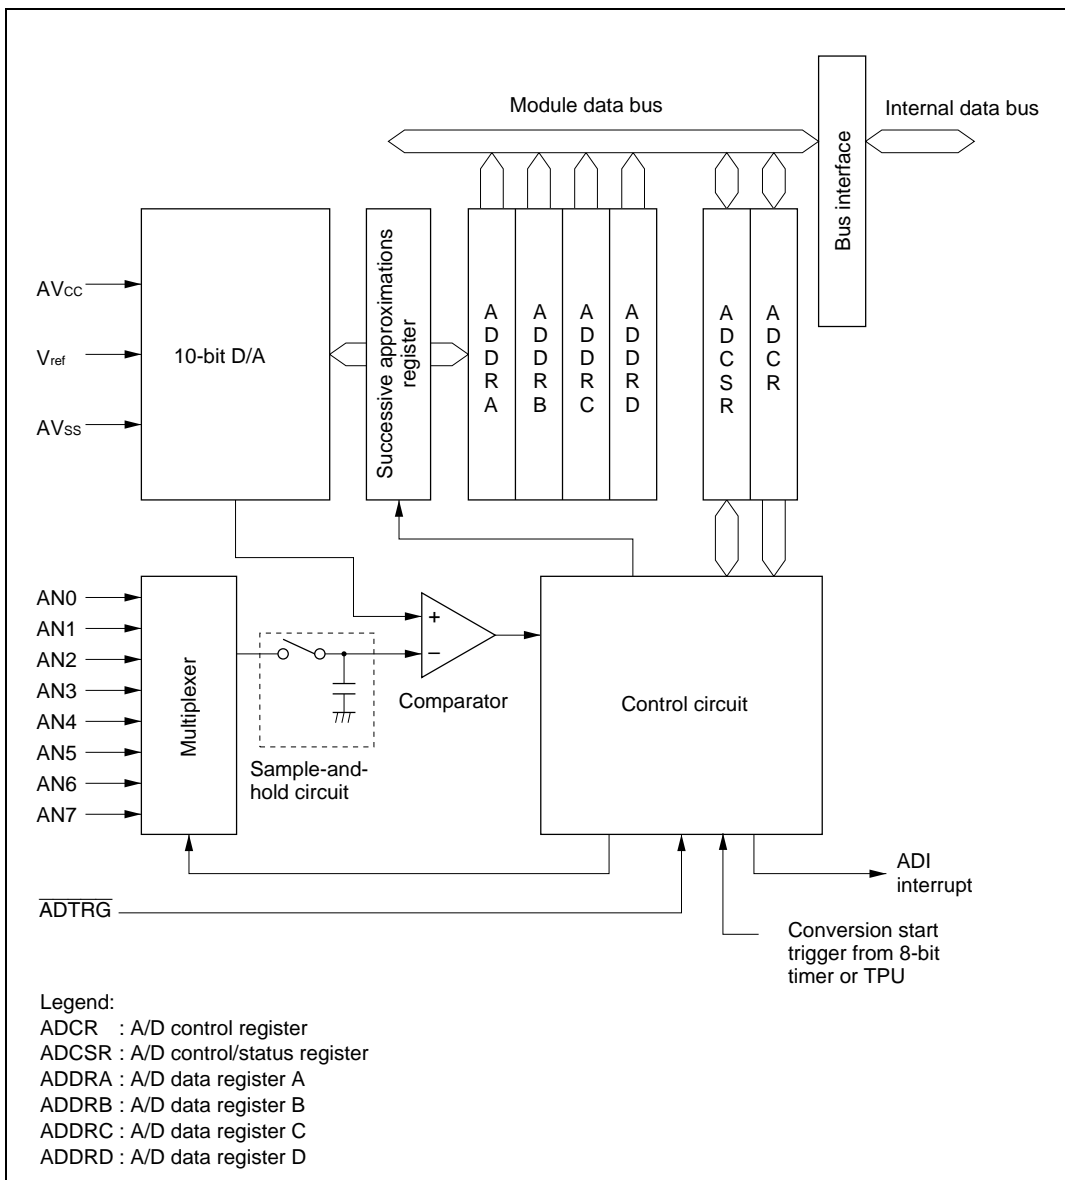 Module data bus
Internal data bus
Bus interface
AVCC
Vref
AVSS
10-bit D/A
Successive approximations
register
ADDRA
ADDRB
ADDRC
ADDRD
ADCSR
ADCR
AN0
AN1
AN2
AN3
AN4
AN5
AN6
AN7
Multiplexer
+
−
Comparator
Sample-and-
hold circuit
Control circuit
ADI
interrupt
ADTRG
Conversion start
trigger from 8-bit
timer or TPU
Legend:
ADCR : A/D control register
ADCSR : A/D control/status register
ADDRA : A/D data register A
ADDRB : A/D data register B
ADDRC : A/D data register C
ADDRD : A/D data register D